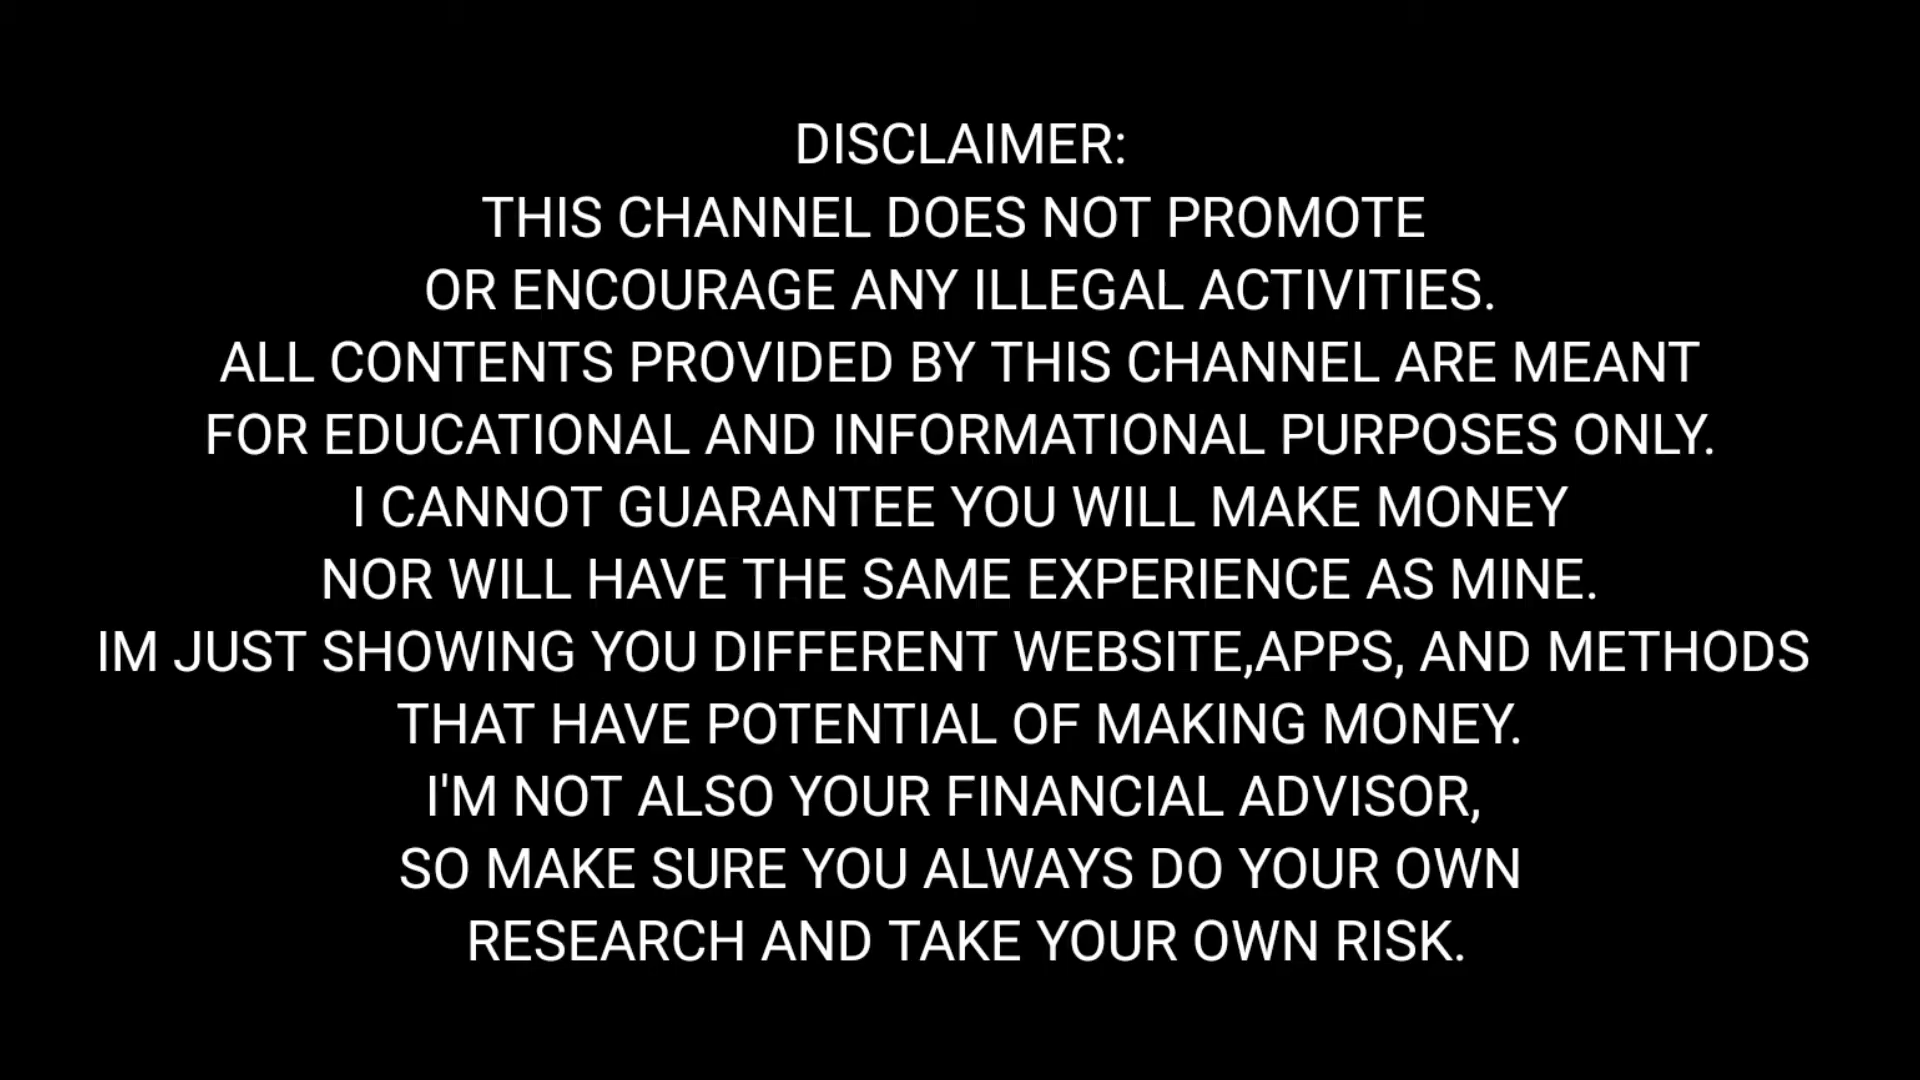 DISCLAIMER:
THIS CHANNEL DOES NOT PROMOTE
OR ENCOURAGE ANY ILLEGAL ACTIVITIES.
ALL CONTENTS PROVIDED BY THIS CHANNEL ARE MEANT
FOR EDUCATIONAL AND INFORMATIONAL PURPOSES ONLY.
I CANNOT GUARANTEE YOU WILL MAKE MONEY
NOR WILL HAVE THE SAME EXPERIENCE AS MINE.
IM JUST SHOWING YOU DIFFERENT WEBSITE,APPS, AND METHODS
THAT HAVE POTENTIAL OF MAKING MONEY.
I'M NOT ALSO YOUR FINANCIAL ADVISOR,
SO MAKE SURE YOU ALWAYS DO YOUR OWN
RESEARCH AND TAKE YOUR OWN RISK.